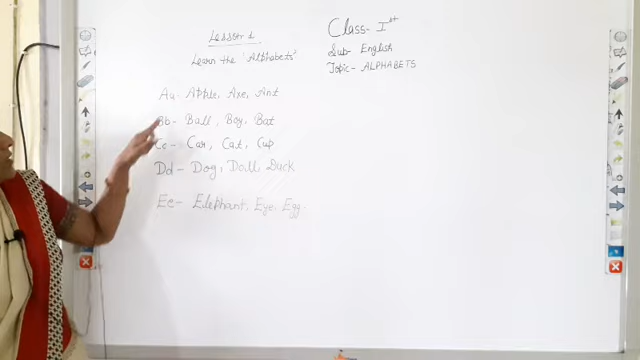 Lesson 1
Learn the 'Alphabets'
Class- Ist
Sub- English
Topic- ALPHABETS
Aa- Apple, Axe, Ant
Bb- Ball, Boy, Bat
Cc- Car, Cat, Cup
Dd- Dog, Doll, Duck
Ee- Elephant, Eye, Egg.